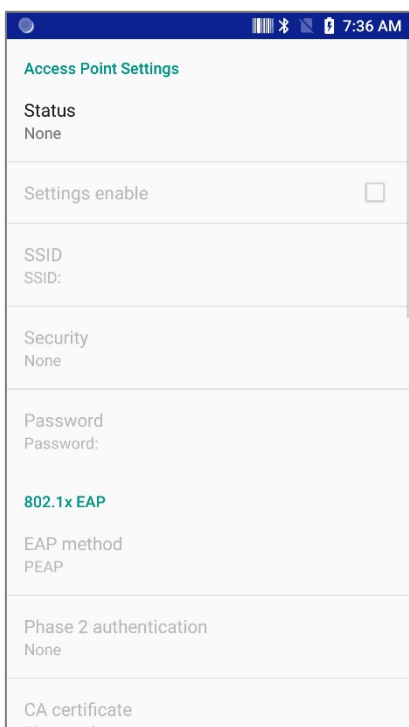 7:36 AM
Access Point Settings
Status
None
Settings enable
SSID
SSID:
Security
None
Password
Password:
802.1x EAP
EAP method
PEAP
Phase 2 authentication
None
CA certificate